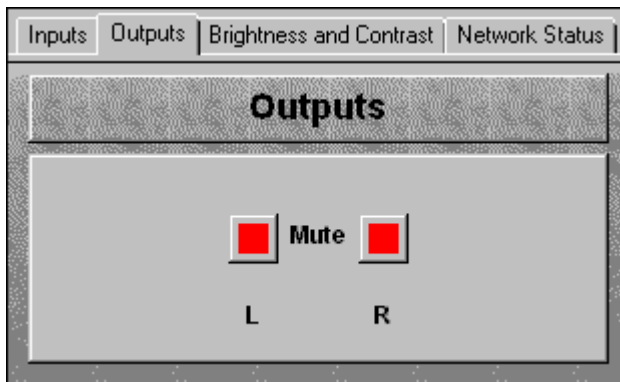 Inputs Outputs Brightness and Contrast Network Status
Outputs
Mute
L R